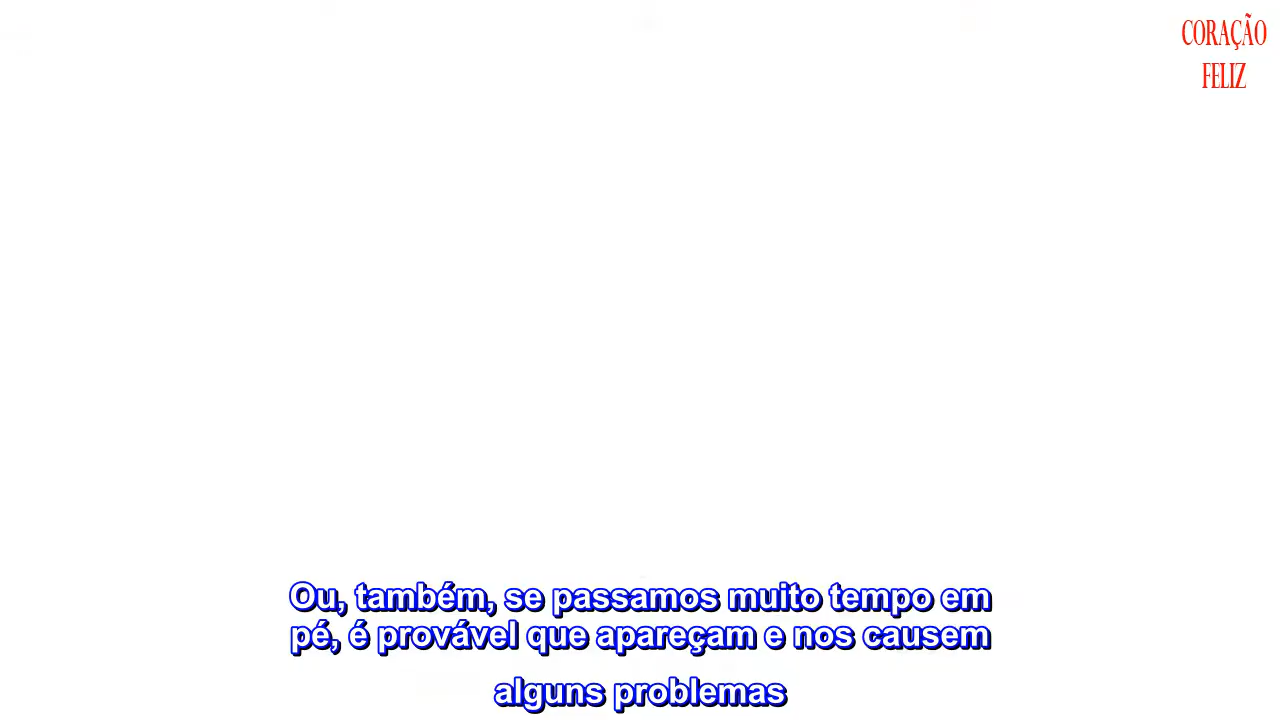 CORAÇÃO
FELIZ
Ou, também, se passamos muito tempo em
pé, é provável que apareçam e nos causem
alguns problemas